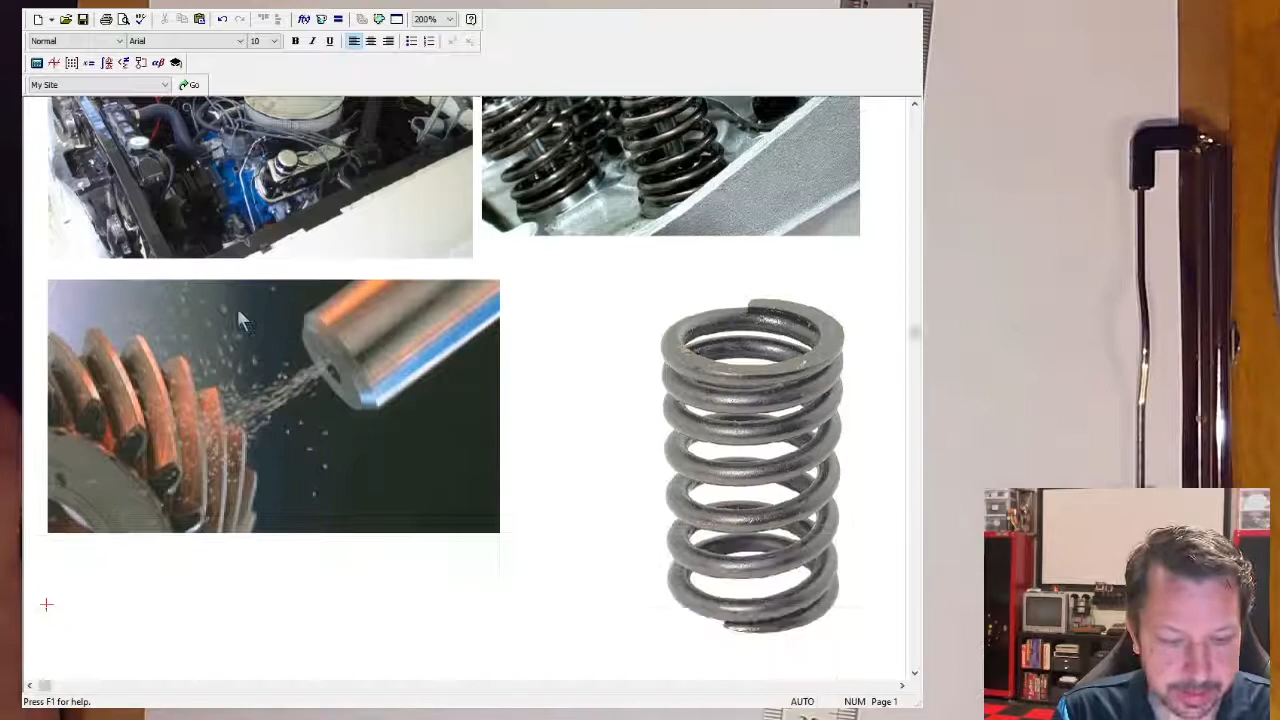 200%
Normal Arial 10 B I U
My Site Go
Press F1 for help. AUTO NUM Page 1